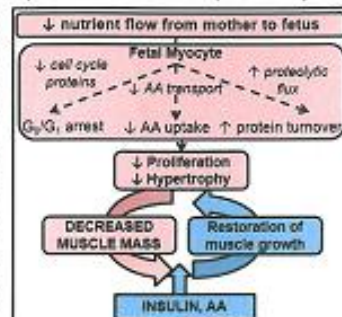 ↓ nutrient flow from mother to fetus
Fetal Myocyte
↓ cell cycle proteins
↓ AA transport
↑ proteolytic flux
G₀/G₁ arrest ↓ AA uptake ↑ protein turnover
↓ Proliferation
↓ Hypertrophy
DECREASED MUSCLE MASS
Restoration of muscle growth
INSULIN, AA